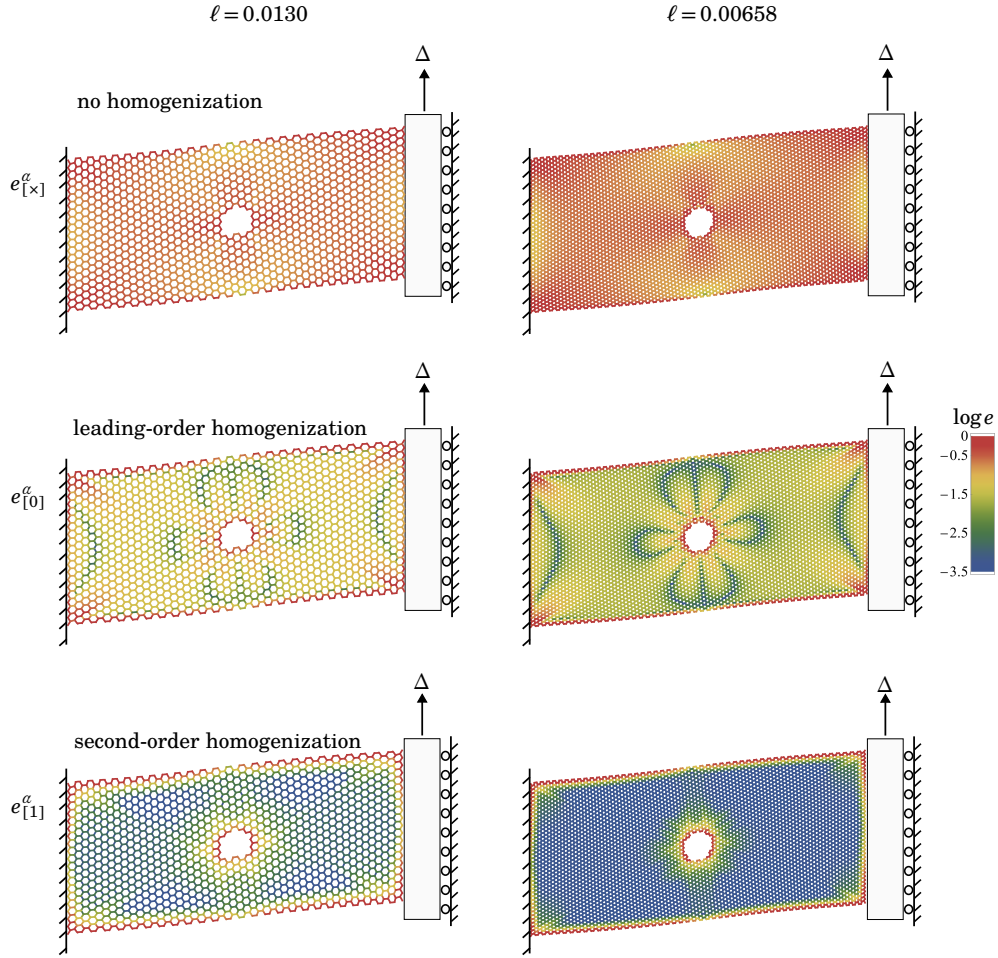 ℓ = 0.0130
ℓ = 0.00658
Δ
Δ
no homogenization
e^α_[×]
Δ
Δ
leading-order homogenization
log e
0
−0.5
−1.5
−2.5
−3.5
e^α_[0]
Δ
Δ
second-order homogenization
e^α_[1]